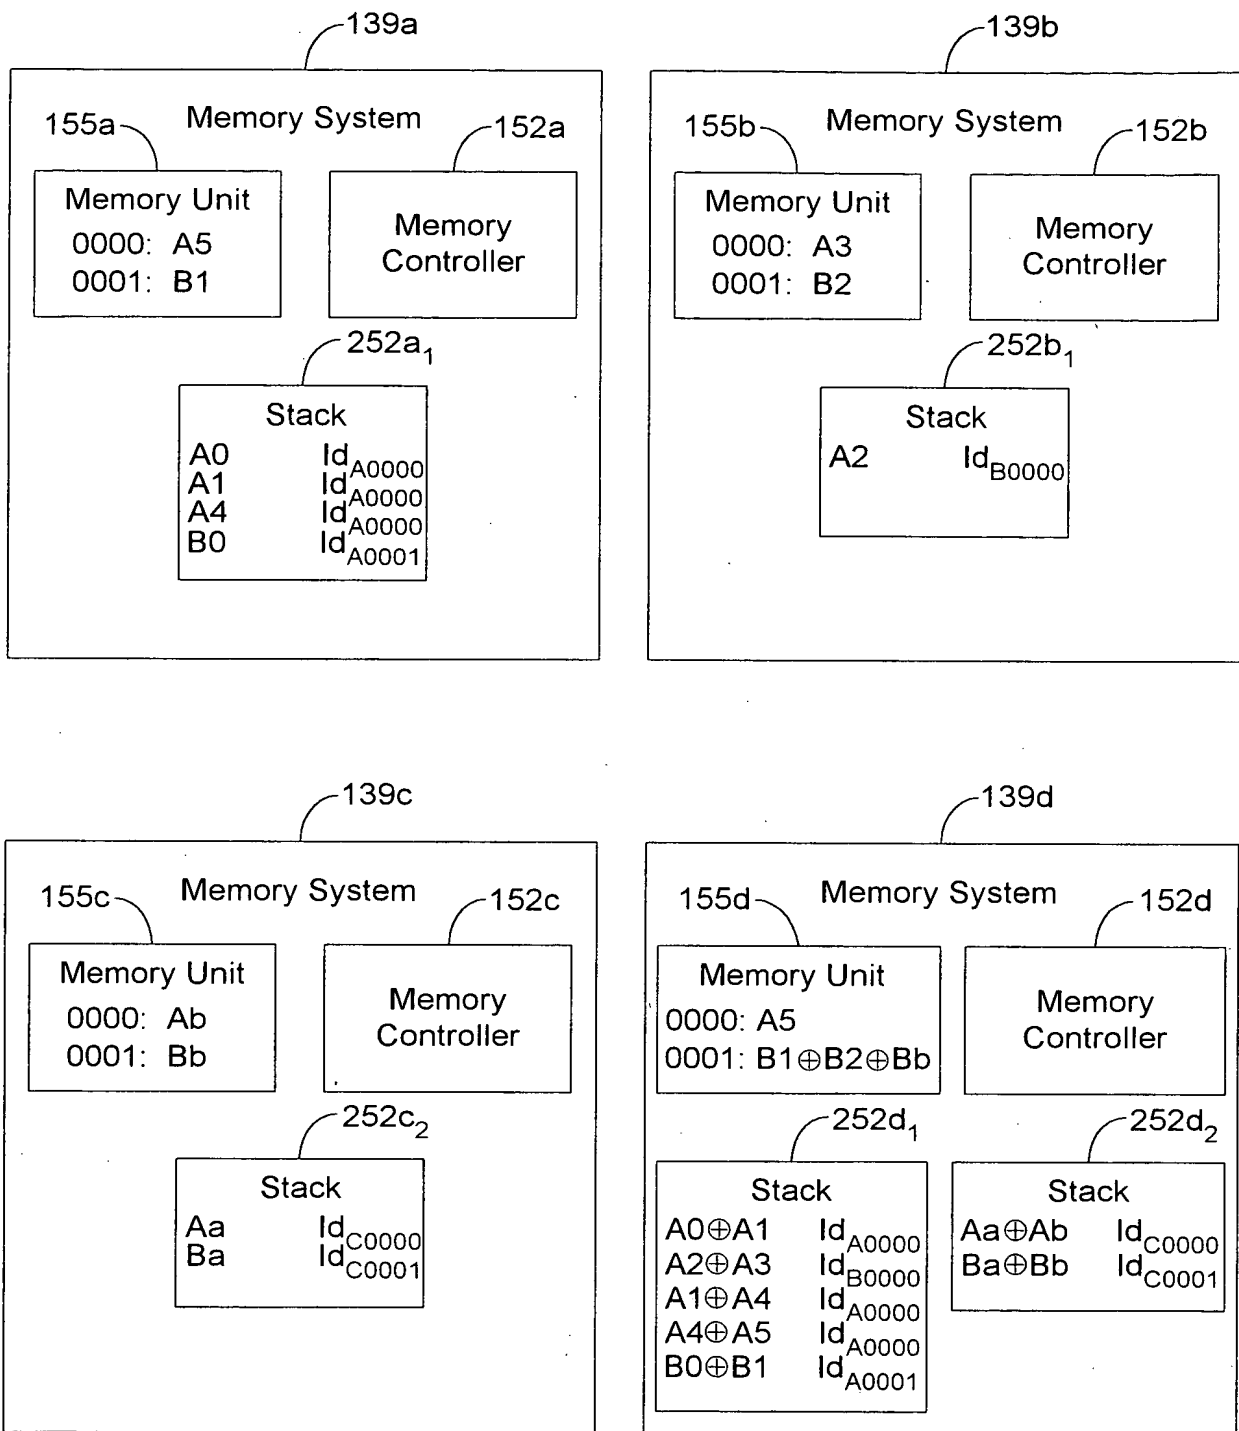 139a
Memory System
155a
152a
Memory Unit
0000: A5
0001: B1
Memory
Controller
252a1
Stack
A0 IdA0000
A1 IdA0000
A4 IdA0000
B0 IdA0001
139b
Memory System
155b
152b
Memory Unit
0000: A3
0001: B2
Memory
Controller
252b1
Stack
A2 IdB0000
139c
Memory System
155c
152c
Memory Unit
0000: Ab
0001: Bb
Memory
Controller
252c2
Stack
Aa IdC0000
Ba IdC0001
139d
Memory System
155d
152d
Memory Unit
0000: A5
0001: B1⊕B2⊕Bb
Memory
Controller
252d1
Stack
A0⊕A1 IdA0000
A2⊕A3 IdB0000
A1⊕A4 IdA0000
A4⊕A5 IdA0000
B0⊕B1 IdA0001
252d2
Stack
Aa⊕Ab IdC0000
Ba⊕Bb IdC0001